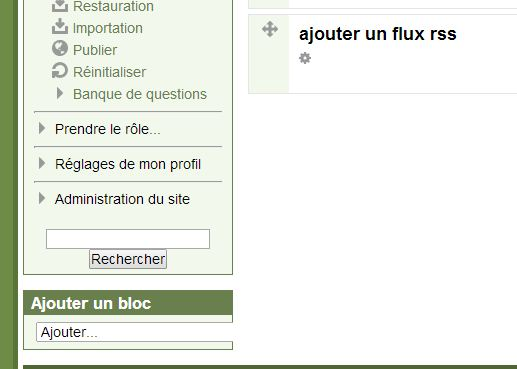 Restauration
Importation
Publier
Réinitialiser
Banque de questions
Prendre le rôle...
Réglages de mon profil
Administration du site
Rechercher
Ajouter un bloc
Ajouter...
ajouter un flux rss